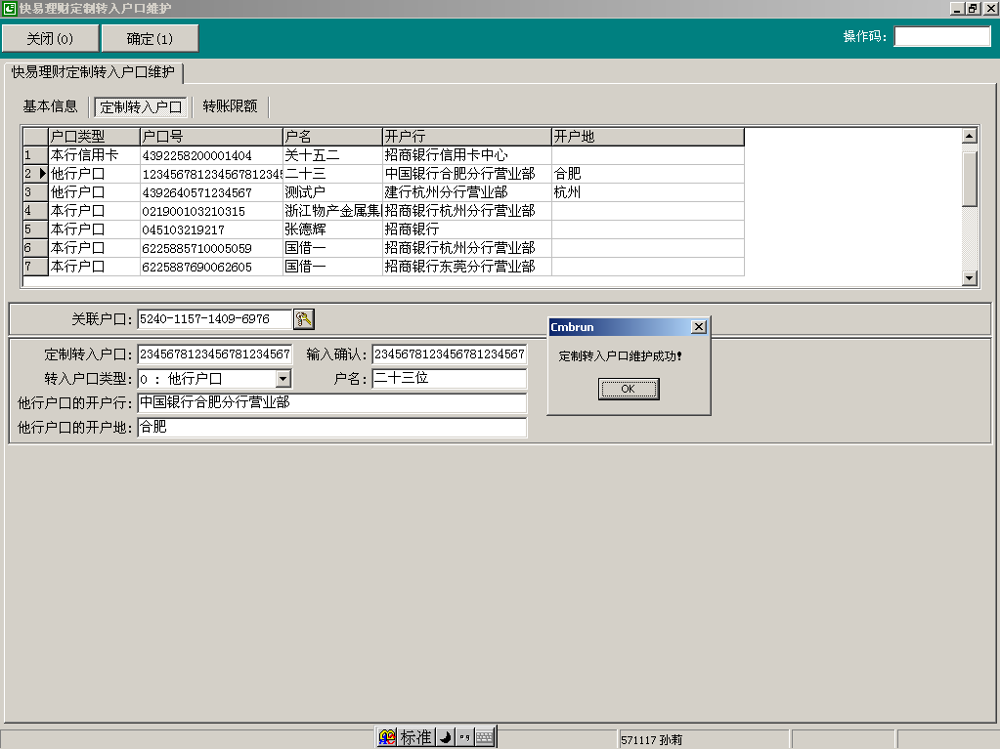 快易理财定制转入户口维护
关闭(0) 确定(1) 操作码:
快易理财定制转入户口维护
基本信息 定制转入户口 转账限额
户口类型 户口号 户名 开户行 开户地
1 本行信用卡 4392258200001404 关十五二 招商银行信用卡中心
2 他行户口 123456781234567812345 二十三 中国银行合肥分行营业部 合肥
3 他行户口 4392640571234567 测试户 建行杭州分行营业部 杭州
4 本行户口 021900103210315 浙江物产金属集 招商银行杭州分行营业部
5 本行户口 045103219217 张德辉 招商银行
6 本行户口 6225885710005059 国借一 招商银行杭州分行营业部
7 本行户口 6225887690062605 国借一 招商银行东莞分行营业部
关联户口: 5240-1157-1409-6976
定制转入户口: 2345678123456781234567 输入确认: 2345678123456781234567
转入户口类型: 0 : 他行户口 户名: 二十三位
他行户口的开户行: 中国银行合肥分行营业部
他行户口的开户地: 合肥
Cmbrun
定制转入户口维护成功!
OK
标准
571117 孙莉